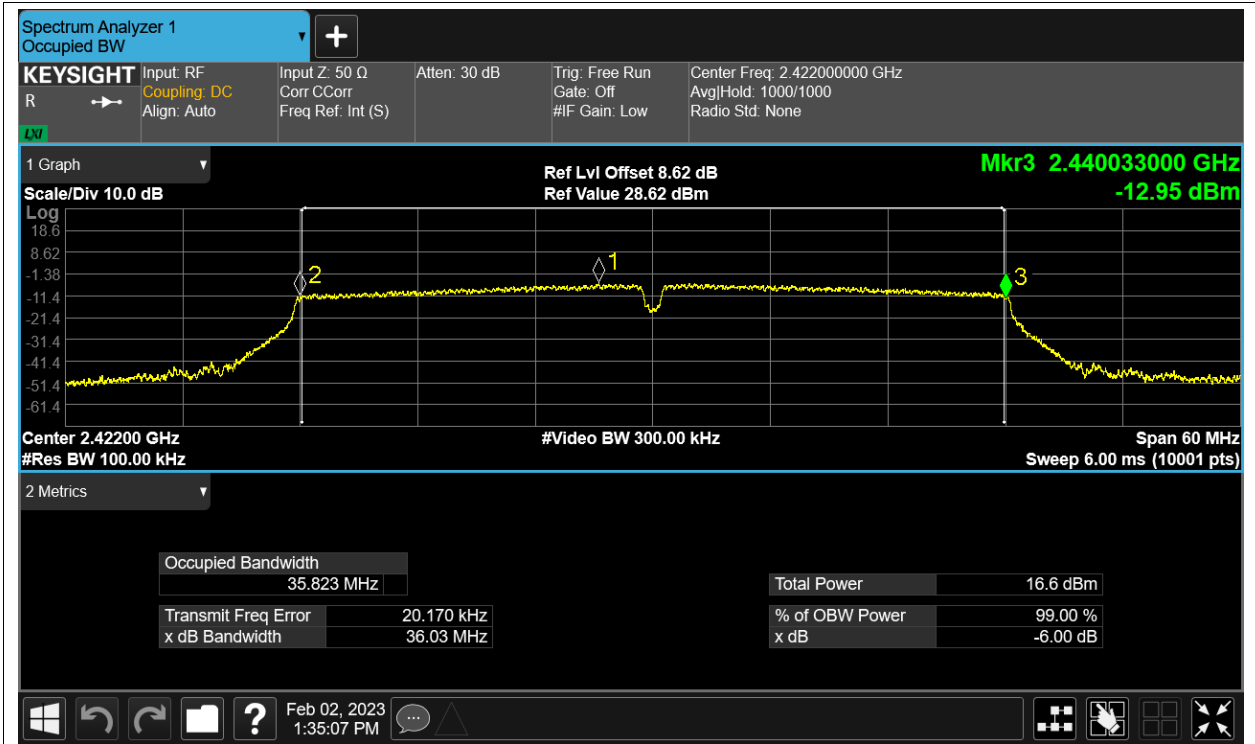 Spectrum Analyzer 1
Occupied BW
KEYSIGHT
R
LXI
Input: RF
Coupling: DC
Align: Auto
Input Z: 50 Ω
Corr CCorr
Freq Ref: Int (S)
Atten: 30 dB
Trig: Free Run
Gate: Off
#IF Gain: Low
Center Freq: 2.422000000 GHz
Avg|Hold: 1000/1000
Radio Std: None
1 Graph
Scale/Div 10.0 dB
Ref Lvl Offset 8.62 dB
Ref Value 28.62 dBm
Mkr3 2.440033000 GHz
-12.95 dBm
Log
18.6
8.62
-1.38
-11.4
-21.4
-31.4
-41.4
-51.4
-61.4
2
1
3
Center 2.42200 GHz
#Video BW 300.00 kHz
Span 60 MHz
#Res BW 100.00 kHz
Sweep 6.00 ms (10001 pts)
2 Metrics
Occupied Bandwidth
35.823 MHz
Transmit Freq Error 20.170 kHz
x dB Bandwidth 36.03 MHz
Total Power 16.6 dBm
% of OBW Power 99.00 %
x dB -6.00 dB
?
Feb 02, 2023
1:35:07 PM